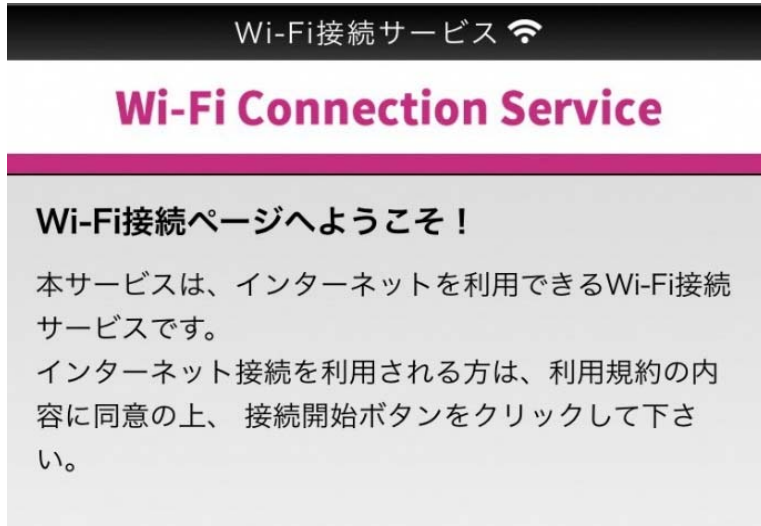 Wi-Fi接続サービス
Wi-Fi Connection Service
Wi-Fi接続ページへようこそ！
本サービスは、インターネットを利用できるWi-Fi接続
サービスです。
インターネット接続を利用される方は、利用規約の内
容に同意の上、 接続開始ボタンをクリックして下さ
い。